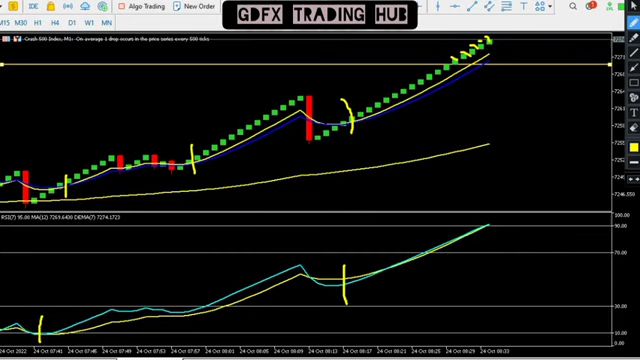 Algo Trading
New Order
GDFX TRADING HUB
H4 D1 W1 MN
Crash 500 Index, M1: On average 1 drop occurs in the price series every 500 ticks
7246.550
RSI(7) 95.80 MA(12) 7269.6430 DEMA(7) 7274.1723
100.00
90.00
70.00
30.00
10.00
0.00
24 Oct 2022 24 Oct 07:41 24 Oct 07:45 24 Oct 07:49 24 Oct 07:53 24 Oct 07:57 24 Oct 08:01 24 Oct 08:05 24 Oct 08:09 24 Oct 08:13 24 Oct 08:17 24 Oct 08:21 24 Oct 08:25 24 Oct 08:29 24 Oct 08:33